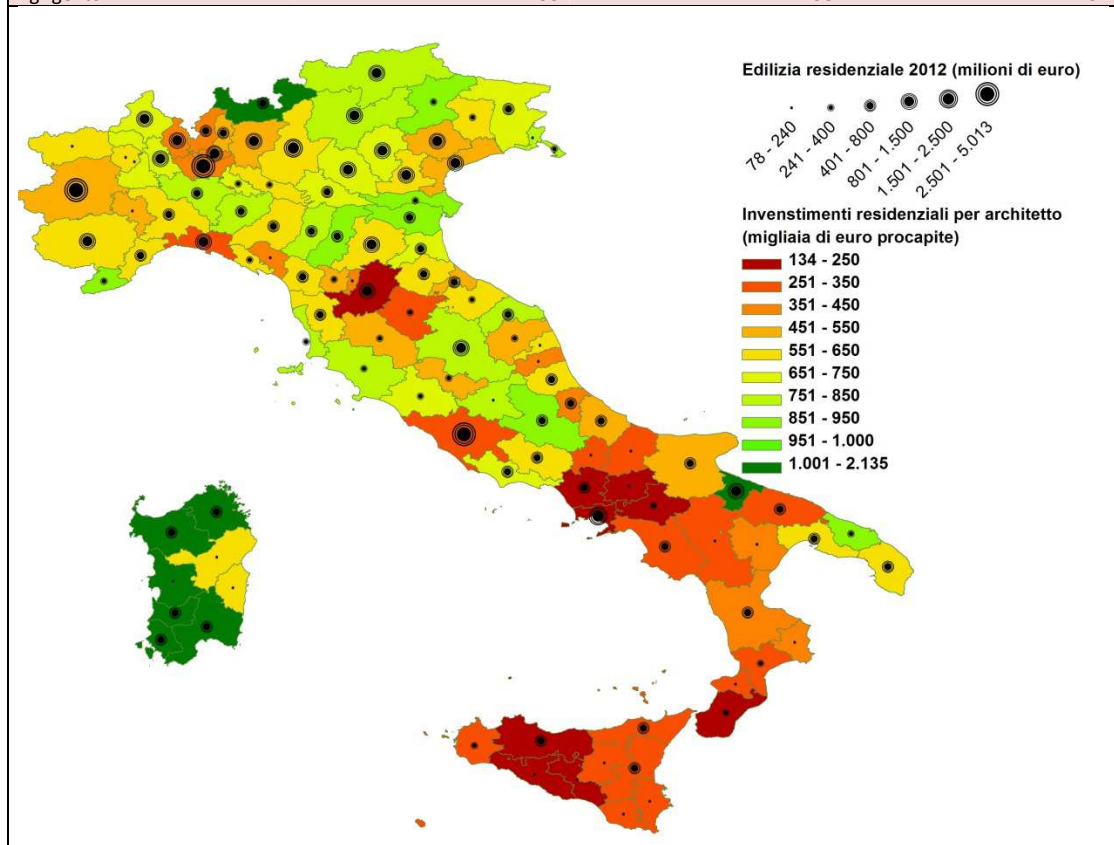 Edilizia residenziale 2012 (milioni di euro)
78 - 240
241 - 400
401 - 800
801 - 1.500
1.501 - 2.500
2.501 - 5.013
Invenstimenti residenziali per architetto
(migliaia di euro procapite)
134 - 250
251 - 350
351 - 450
451 - 550
551 - 650
651 - 750
751 - 850
851 - 950
951 - 1.000
1.001 - 2.135